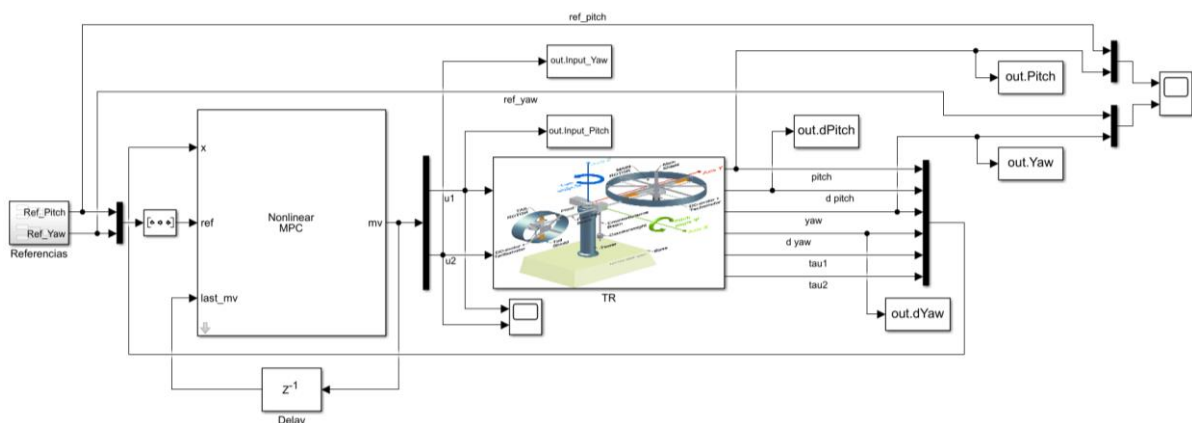 ref_pitch
out.Input_Yaw
out.Pitch
ref_yaw
out.Input_Pitch
out.dPitch
out.Yaw
x
ref
last_mv
Nonlinear
MPC
mv
Ref_Pitch
Ref_Yaw
Referencias
u1
u2
pitch
d pitch
yaw
d yaw
tau1
tau2
TR
out.dYaw
Z-1
Delay